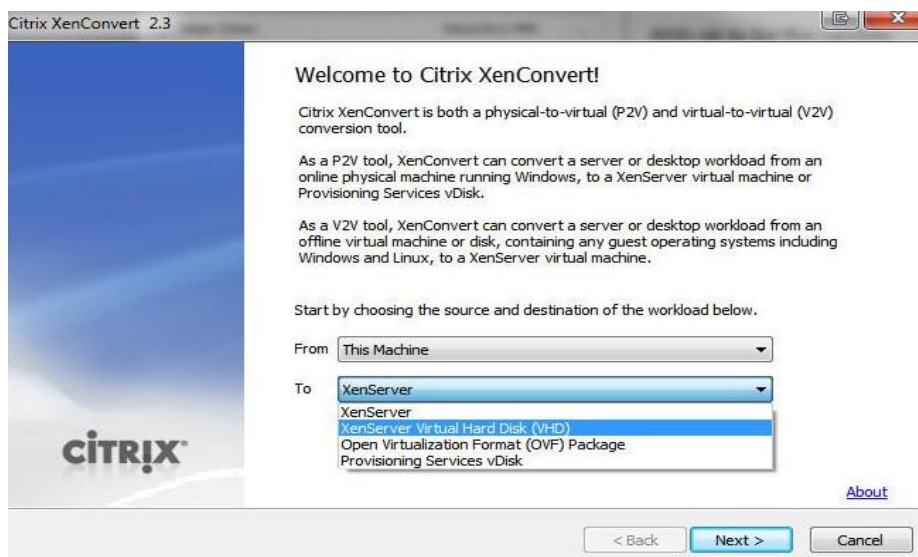 Citrix XenConvert 2.3
Welcome to Citrix XenConvert!
Citrix XenConvert is both a physical-to-virtual (P2V) and virtual-to-virtual (V2V)
conversion tool.
As a P2V tool, XenConvert can convert a server or desktop workload from an
online physical machine running Windows, to a XenServer virtual machine or
Provisioning Services vDisk.
As a V2V tool, XenConvert can convert a server or desktop workload from an
offline virtual machine or disk, containing any guest operating systems including
Windows and Linux, to a XenServer virtual machine.
Start by choosing the source and destination of the workload below.
From This Machine
To XenServer
XenServer
XenServer Virtual Hard Disk (VHD)
Open Virtualization Format (OVF) Package
Provisioning Services vDisk
CITRIX
About
< Back Next > Cancel